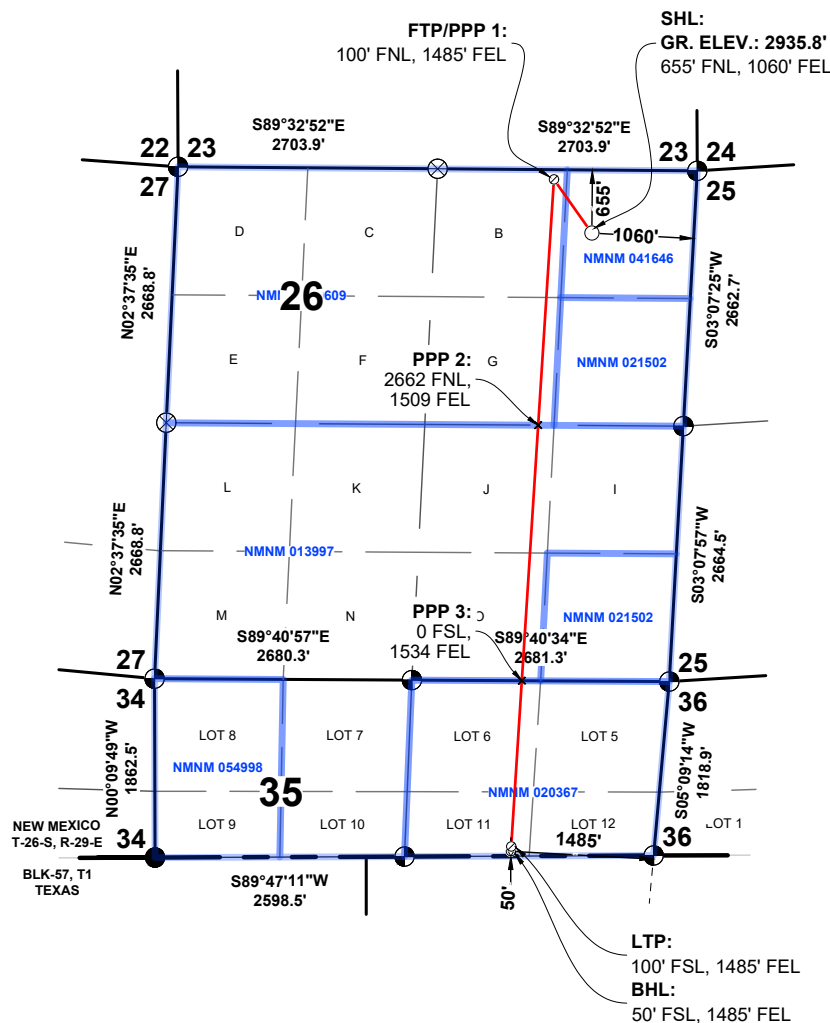 FTP/PPP 1:
100' FNL, 1485' FEL
SHL:
GR. ELEV.: 2935.8'
655' FNL, 1060' FEL
S89°32'52"E
2703.9'
S89°32'52"E
2703.9'
22 23
27
23 24
25
655'
1060'
D
C
B
NMNM 041646
26
609
N02°37'35"E
2668.8'
S03°07'25"W
2662.7'
E
F
G
PPP 2:
2662 FNL,
1509 FEL
NMNM 021502
L
K
J
I
NMNM 013997
N02°37'35"E
2668.8'
S03°07'57"W
2664.5'
M
N
PPP 3:
0 FSL,
1534 FEL
NMNM 021502
S89°40'57"E
2680.3'
S89°40'34"E
2681.3'
27
34
25
36
LOT 8
LOT 7
LOT 6
LOT 5
NMNM 054998
35
NMNM 020367
N00°09'49"W
1862.5'
S05°09'14"W
1818.9'
LOT 9
LOT 10
LOT 11
LOT 12
LOT 1
NEW MEXICO
T-26-S, R-29-E
34
36
BLK-57, T1
TEXAS
S89°47'11"W
2598.5'
1485'
50'
LTP:
100' FSL, 1485' FEL
BHL:
50' FSL, 1485' FEL